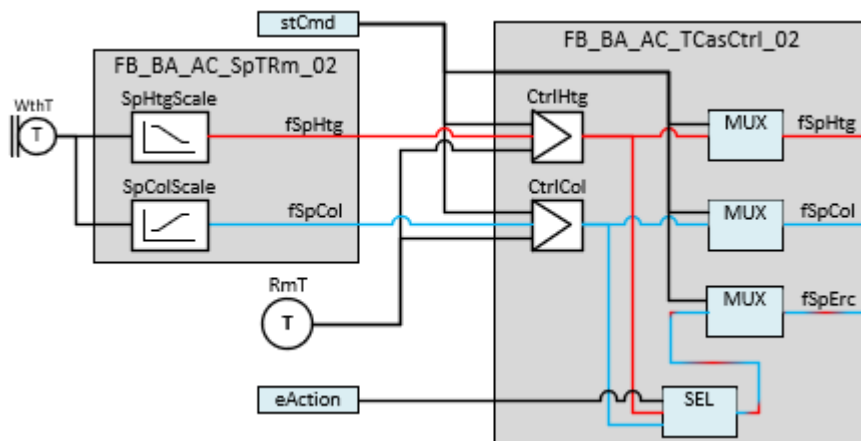 stCmd
FB_BA_AC_SpTRm_02
FB_BA_AC_TCasCtrl_02
WthT
T
SpHtgScale
fSpHtg
CtrlHtg
MUX
fSpHtg
SpColScale
fSpCol
CtrlCol
MUX
fSpCol
RmT
T
MUX
fSpErc
eAction
SEL